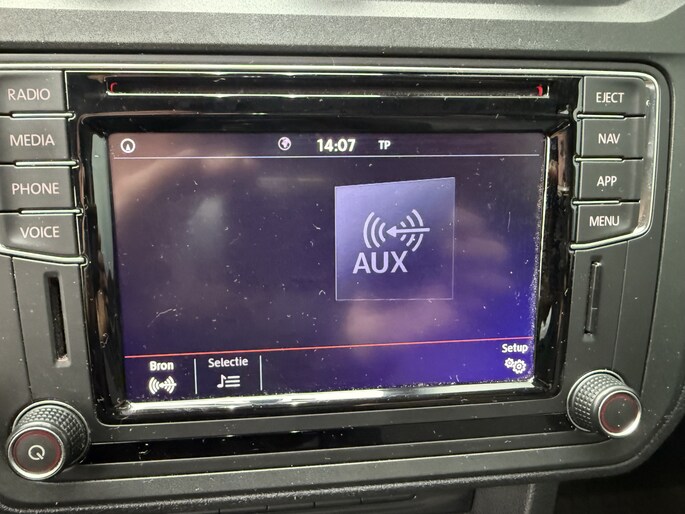 RADIO
MEDIA
PHONE
VOICE
14:07 TP
AUX
Bron
Selectie
Setup
EJECT
NAV
APP
MENU